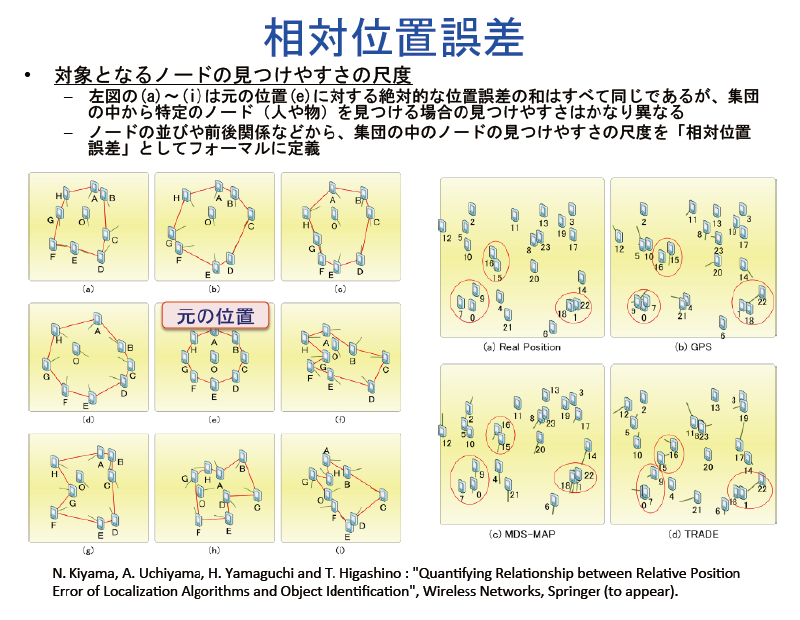 相対位置誤差
• 対象となるノードの見つけやすさの尺度
– 左図の(a)～(i)は元の位置(e)に対する絶対的な位置誤差の和はすべて同じであるが、集団
の中から特定のノード（人や物）を見つける場合の見つけやすさはかなり異なる
– ノードの並びや前後関係などから、集団の中のノードの見つけやすさの尺度を「相対位置
誤差」としてフォーマルに定義
H A B G O C F E D
(a)
H A B O C G F E D
(b)
A H B G O C F E D
(c)
A H B O G C F E D
(d)
元の位置
H A B G O C F E D
(e)
H A B O C G F E D
(f)
A B H C O G F E D
(g)
B G H A O D C F E
(h)
A G H B O C F E D
(i)
2 11 13 3 12 5 8 19 10 23 17 16 15 20 14 9 7 0 4 18 22 1 21 6
(a) Real Position
2 11 13 3 12 8 19 5 10 23 17 15 16 20 14 9 7 0 4 21 22 18 1 6
(b) GPS
13 3 11 2 8 19 12 5 23 17 10 16 15 20 14 9 7 0 4 18 22 1 21 6
(c) MDS-MAP
12 2 13 3 5 11 8 23 19 10 16 20 17 15 14 9 7 0 4 22 18 1 21 6
(d) TRADE
N. Kiyama, A. Uchiyama, H. Yamaguchi and T. Higashino : "Quantifying Relationship between Relative Position
Error of Localization Algorithms and Object Identification", Wireless Networks, Springer (to appear).